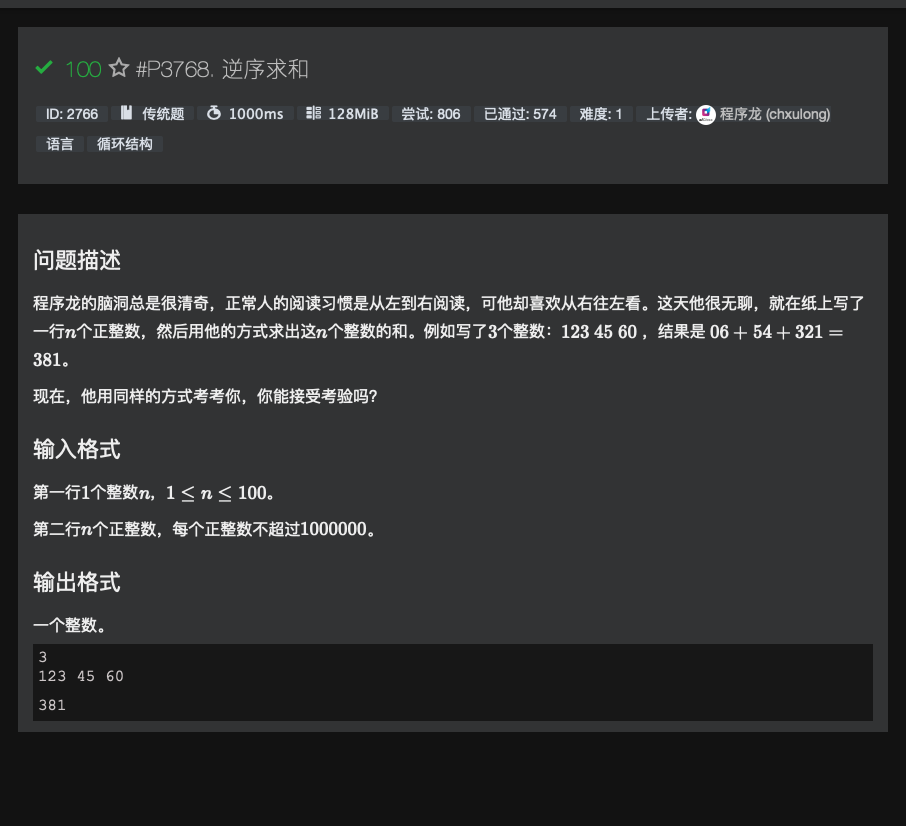 100 #P3768. 逆序求和
ID: 2766 传统题 1000ms 128MiB 尝试: 806 已通过: 574 难度: 1 上传者: 程序龙 (chxulong)
语言 循环结构
问题描述
程序龙的脑洞总是很清奇，正常人的阅读习惯是从左到右阅读，可他却喜欢从右往左看。这天他很无聊，就在纸上写了
一行n个正整数，然后用他的方式求出这n个整数的和。例如写了3个整数：123 45 60 ，结果是 06 + 54 + 321 =
381。
现在，他用同样的方式考考你，你能接受考验吗？
输入格式
第一行1个整数n，1 ≤ n ≤ 100。
第二行n个正整数，每个正整数不超过1000000。
输出格式
一个整数。
3
123 45 60
381